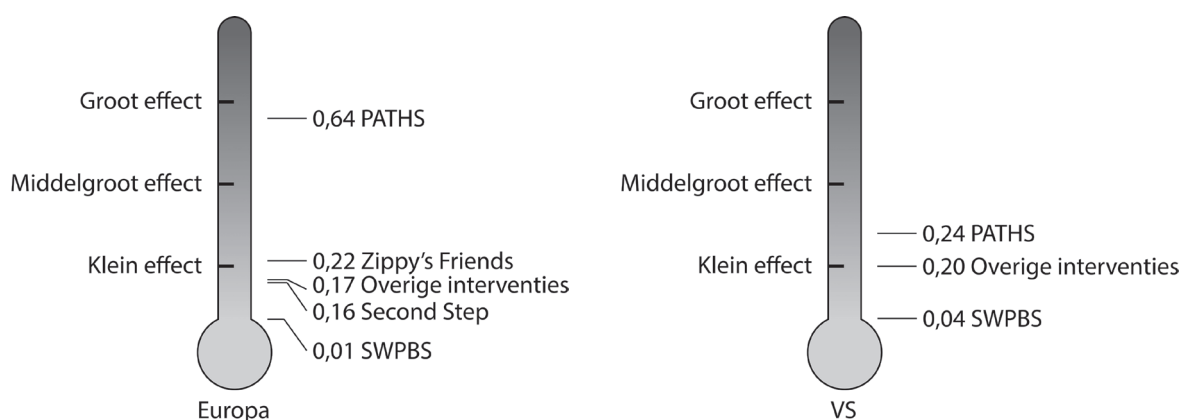 Groot effect
0,64 PATHS
Middelgroot effect
Klein effect
0,22 Zippy’s Friends
0,17 Overige interventies
0,16 Second Step
0,01 SWPBS
Europa
Groot effect
Middelgroot effect
0,24 PATHS
Klein effect
0,20 Overige interventies
0,04 SWPBS
VS